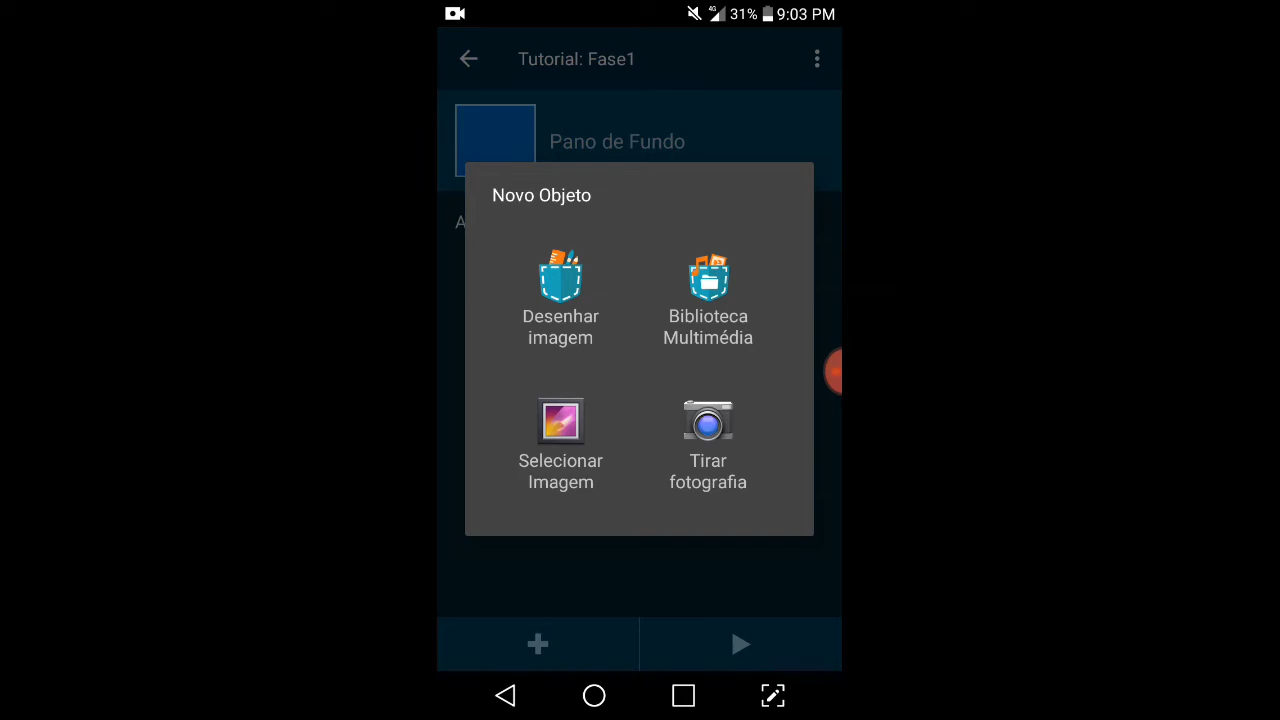 4G 31% 9:03 PM
Tutorial: Fase1
Pano de Fundo
Novo Objeto
A
Desenhar
imagem
Biblioteca
Multimédia
Selecionar
Imagem
Tirar
fotografia